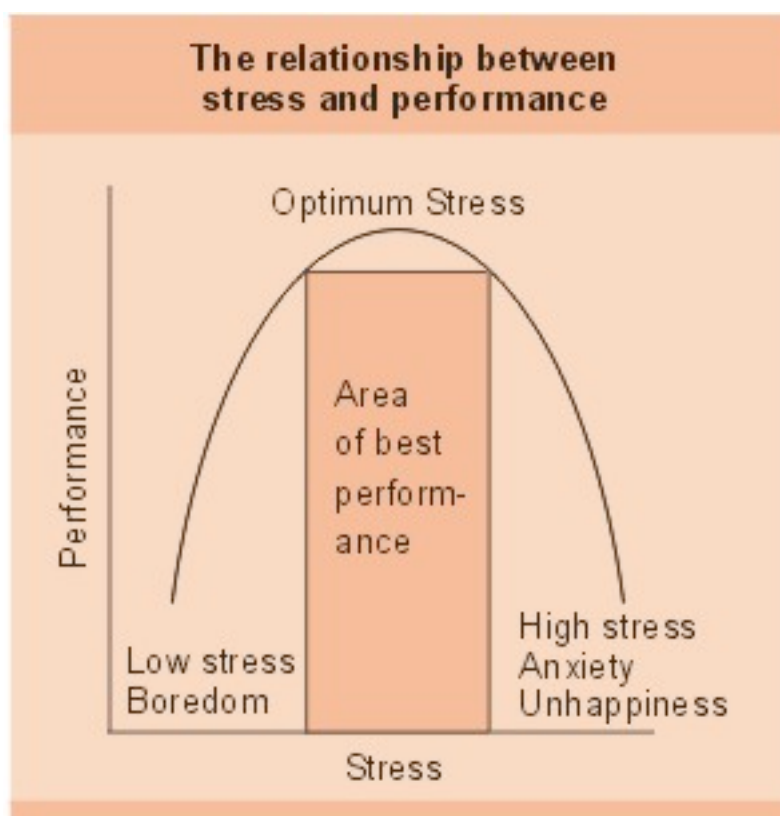 The relationship between
stress and performance
Optimum Stress
Performance
Area
of best
perform-
ance
Low stress
Boredom
High stress
Anxiety
Unhappiness
Stress